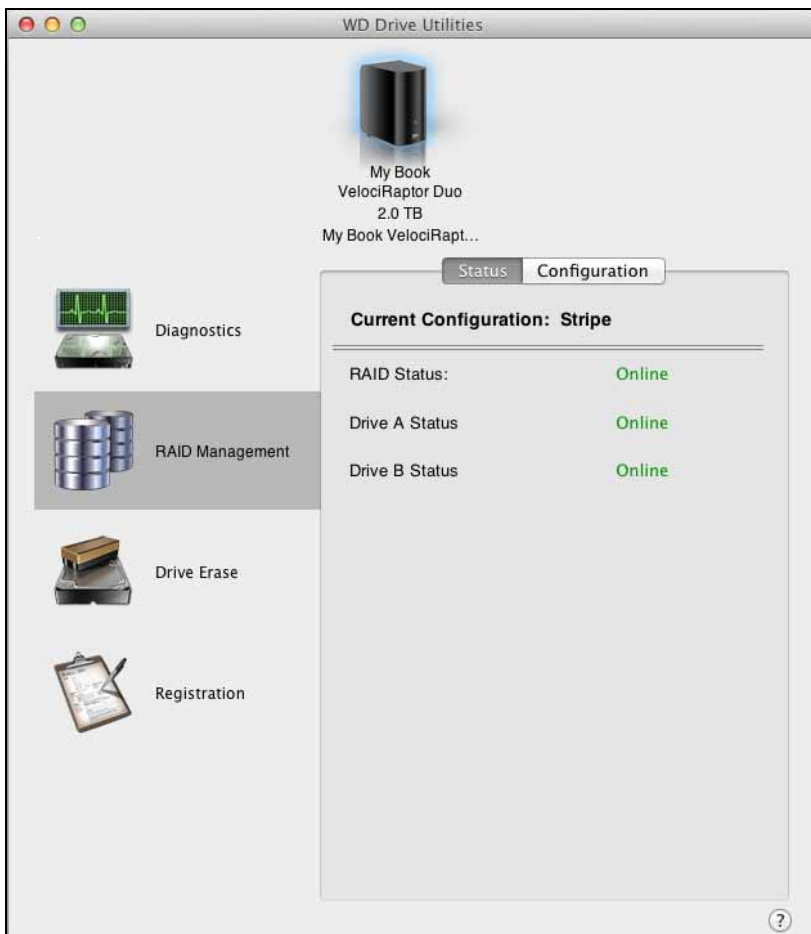 WD Drive Utilities
My Book
VelociRaptor Duo
2.0 TB
My Book VelociRapt...
Diagnostics
RAID Management
Drive Erase
Registration
Status
Configuration
Current Configuration: Stripe
RAID Status: Online
Drive A Status Online
Drive B Status Online
?